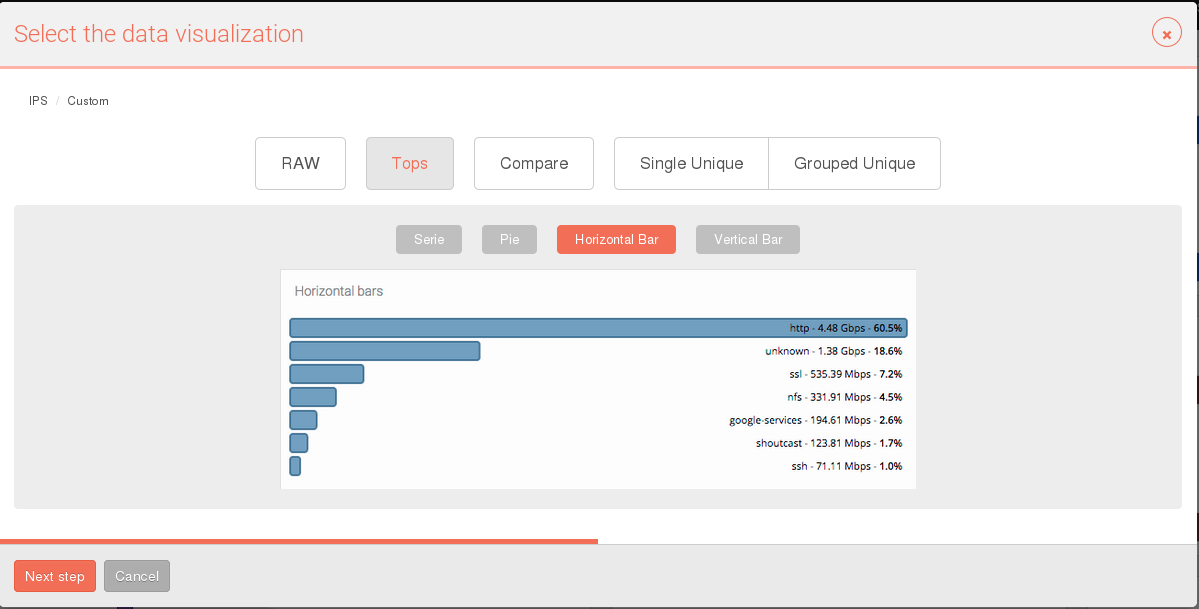 Select the data visualization
IPS / Custom
RAW Tops Compare Single Unique Grouped Unique
Serie Pie Horizontal Bar Vertical Bar
Horizontal bars
http - 4.48 Gbps - 60.5%
unknown - 1.38 Gbps - 18.6%
ssl - 535.39 Mbps - 7.2%
nfs - 331.91 Mbps - 4.5%
google-services - 194.61 Mbps - 2.6%
shoutcast - 123.81 Mbps - 1.7%
ssh - 71.11 Mbps - 1.0%
Next step Cancel